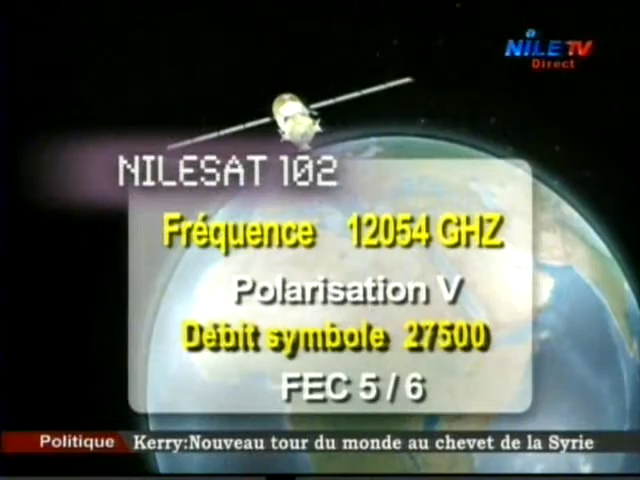 NiLE TV
Direct
NILESAT 102
Fréquence 12054 GHZ
Polarisation V
Débit symbole 27500
FEC 5 / 6
Politique Kerry:Nouveau tour du monde au chevet de la Syrie